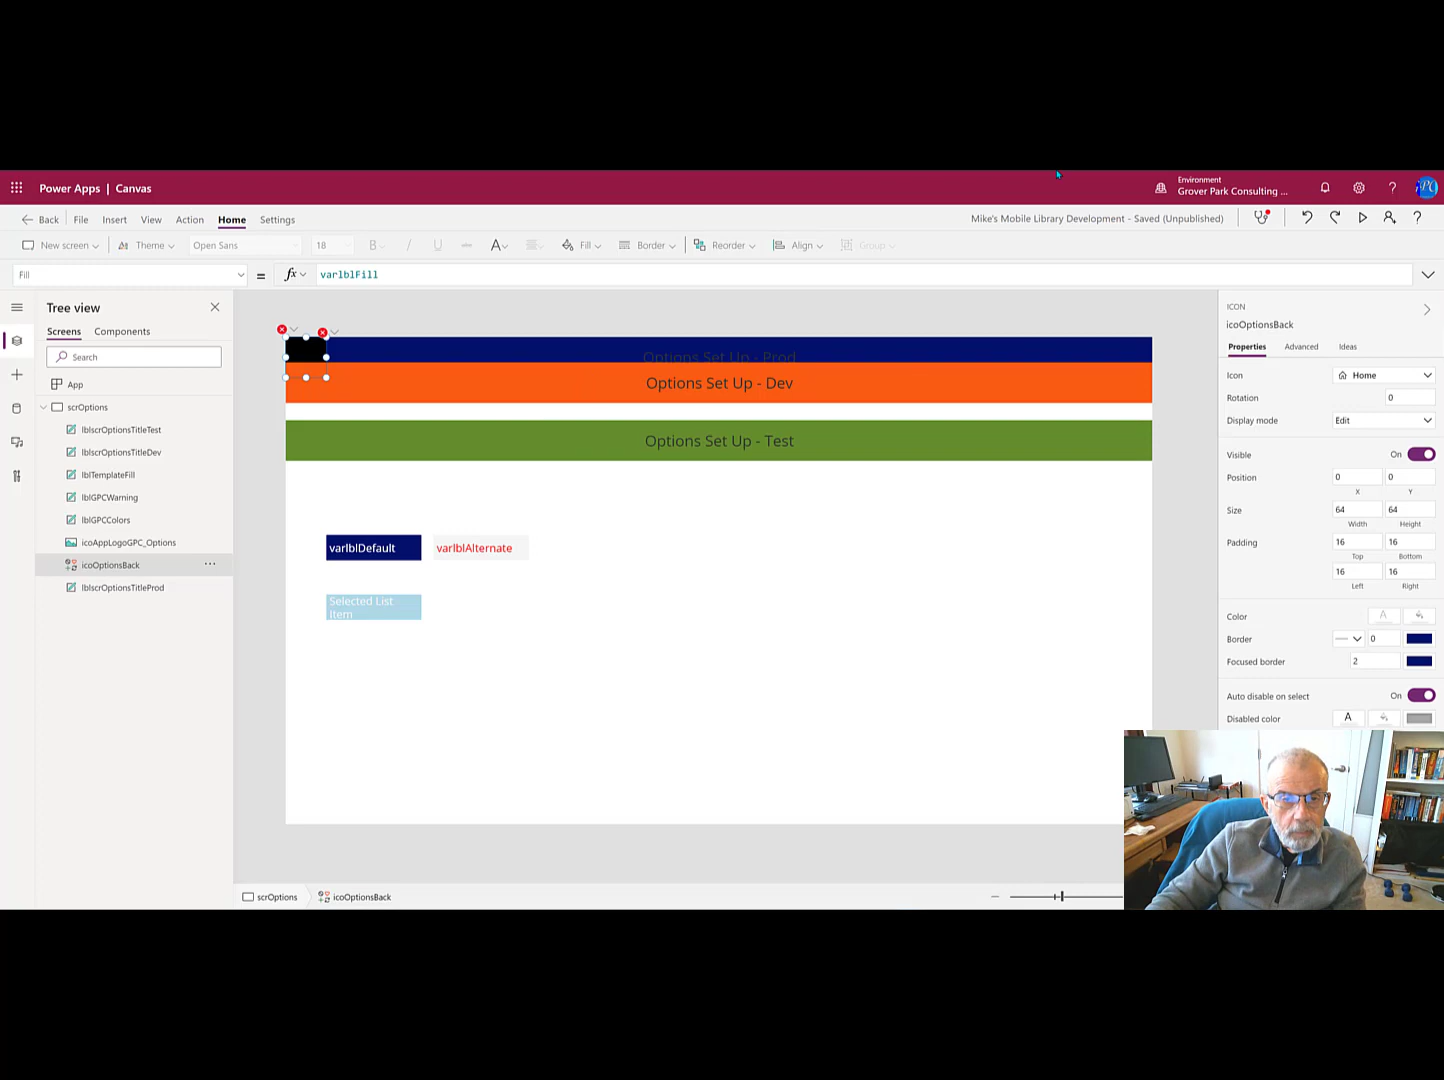 Power Apps | Canvas
Environment
Grover Park Consulting ...
Back File Insert View Action Home Settings
Mike's Mobile Library Development - Saved (Unpublished)
New screen Theme Open Sans 18 B I U A Fill Border Reorder Align Group
Fill = fx varlblFill
Tree view
Screens Components
Search
App
scrOptions
lblscrOptionsTitleTest
lblscrOptionsTitleDev
lblTemplateFill
lblGPCWarning
lblGPCColors
icoAppLogoGPC_Options
icoOptionsBack ...
lblscrOptionsTitleProd
Options Set Up - Prod
Options Set Up - Dev
Options Set Up - Test
varlblDefault varlblAlternate
Selected List
Item
scrOptions icoOptionsBack
ICON
icoOptionsBack
Properties Advanced Ideas
Icon Home
Rotation 0
Display mode Edit
Visible On
Position 0 0
X Y
Size 64 64
Width Height
Padding 16 16
Top Bottom
16 16
Left Right
Color A
Border 0
Focused border 2
Auto disable on select On
Disabled color A